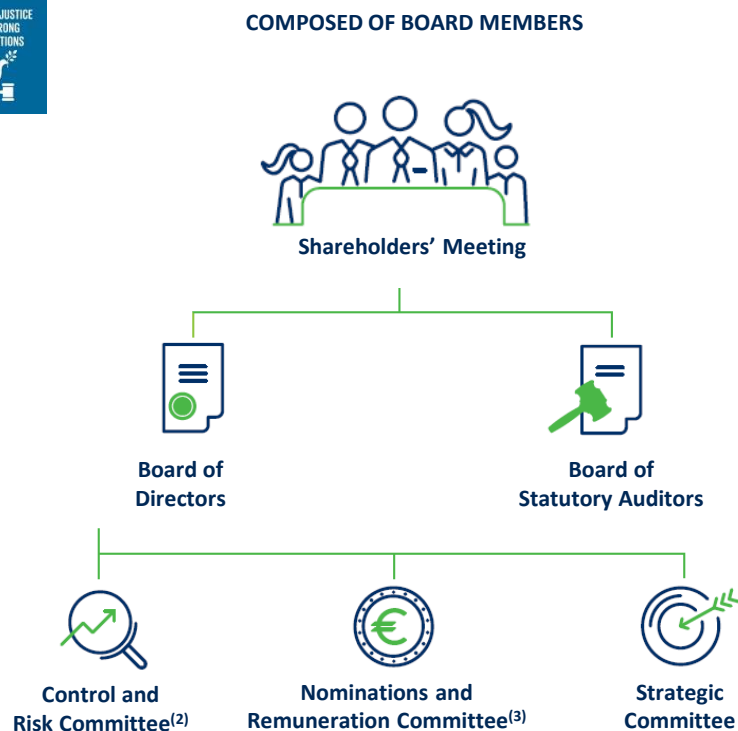 JUSTICE
COMPOSED OF BOARD MEMBERS
Shareholders' Meeting
Board of
Directors
Board of
Statutory Auditors
Control and
Risk Committee(2)
Nominations and
Remuneration Committee(3)
Strategic
Committee